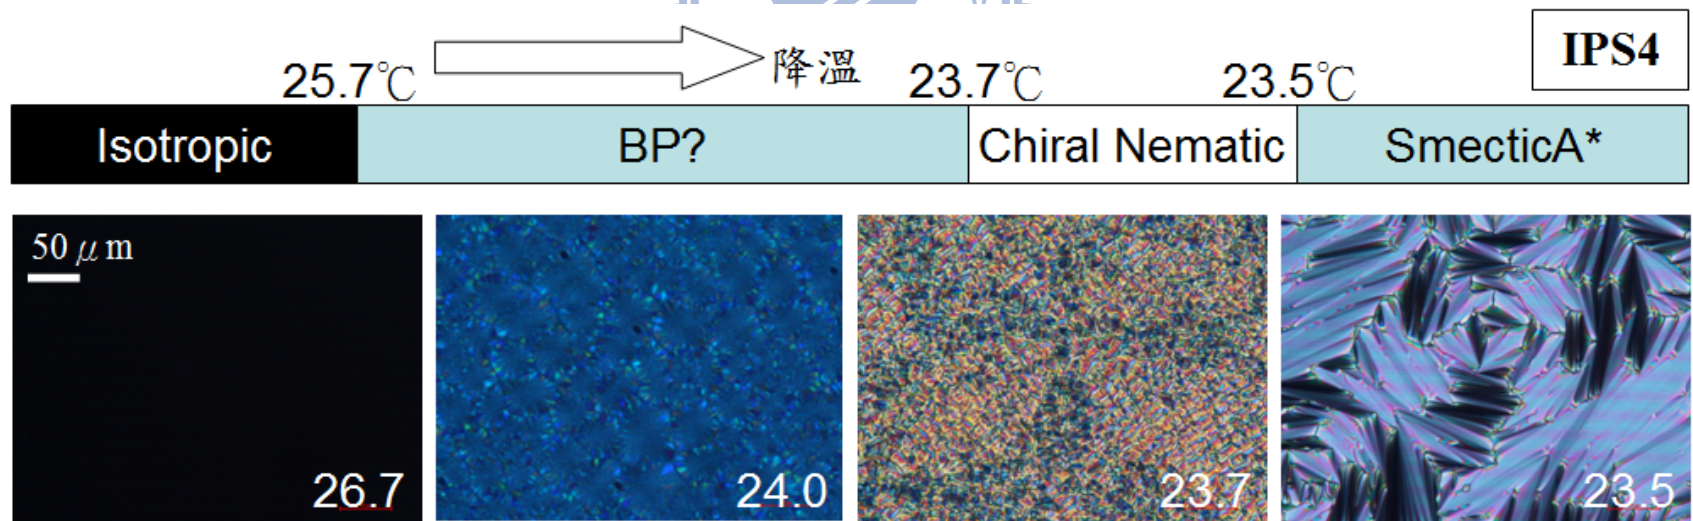 IPS4
25.7℃ 降溫 23.7℃ 23.5℃
Isotropic BP? Chiral Nematic SmecticA*
50 μm
26.7 24.0 23.7 23.5